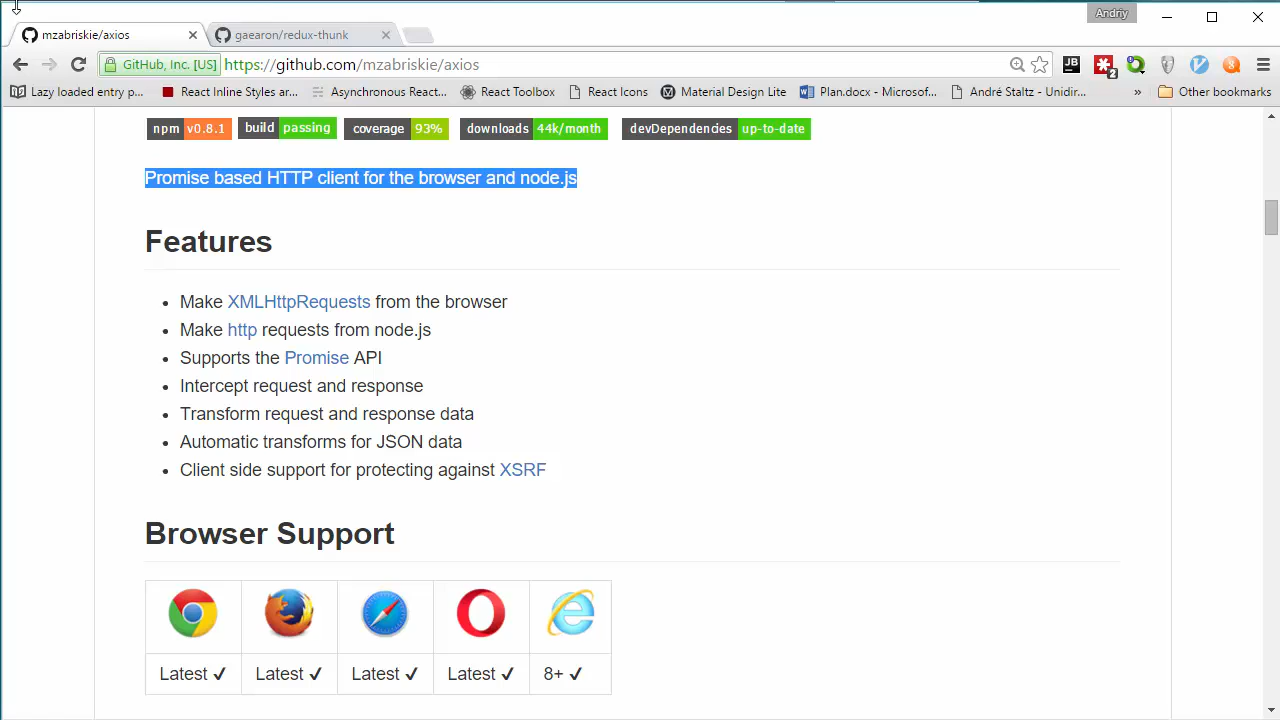 Andriy
mzabriskie/axios
gaearon/redux-thunk
GitHub, Inc. [US] https://github.com/mzabriskie/axios
JB
2
Lazy loaded entry p...
React Inline Styles ar...
Asynchronous Reac...
React Toolbox
React Icons
Material Design Lite
Plan.docx - Microsof...
André Staltz - Unidir...
»
Other bookmarks
npm v0.8.1
build passing
coverage 93%
downloads 44k/month
devDependencies up-to-date
Promise based HTTP client for the browser and node.js
Features
• Make XMLHttpRequests from the browser
• Make http requests from node.js
• Supports the Promise API
• Intercept request and response
• Transform request and response data
• Automatic transforms for JSON data
• Client side support for protecting against XSRF
Browser Support
Latest ✔ Latest ✔ Latest ✔ Latest ✔ 8+ ✔